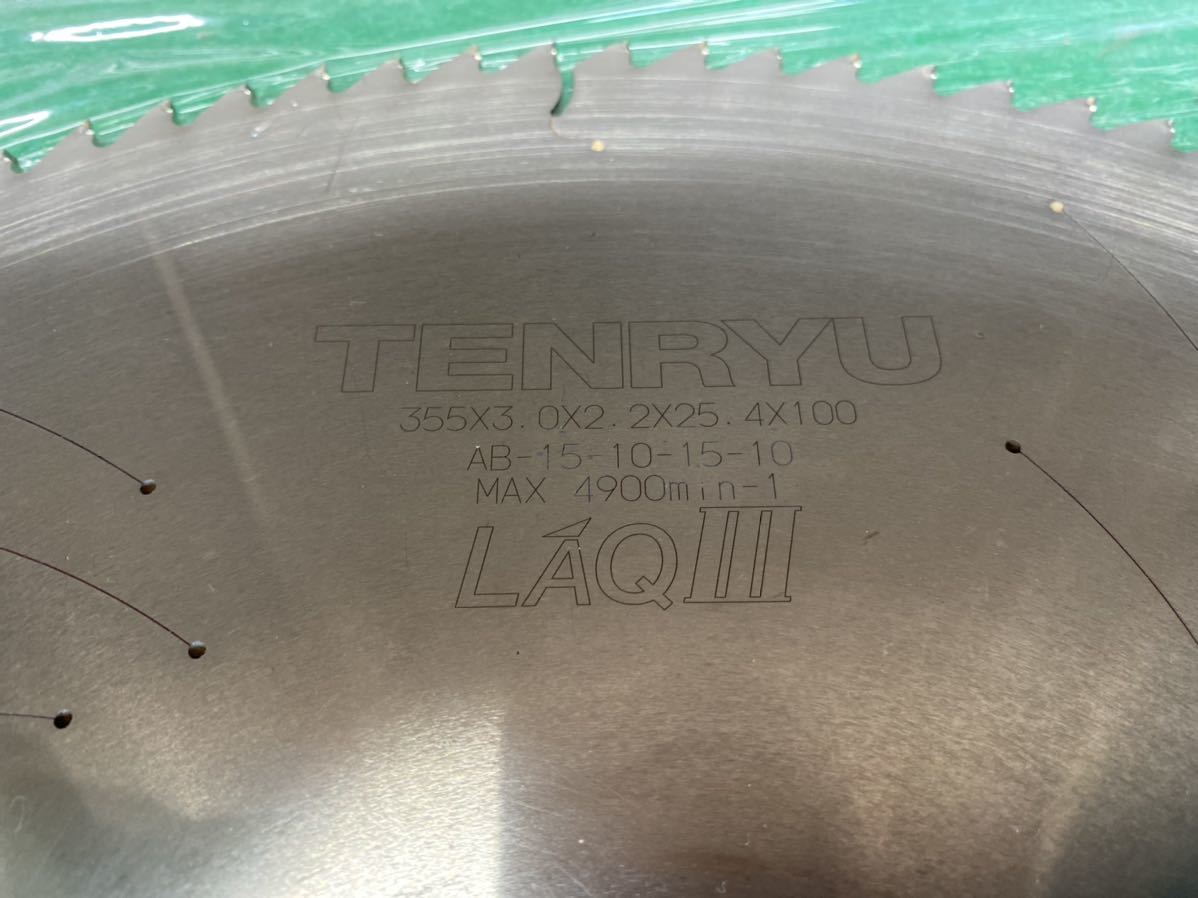 TENRYU
355X3.0X2.2X25.4X100
AB-15-10-15-10
MAX 4900min-1
LAQIII